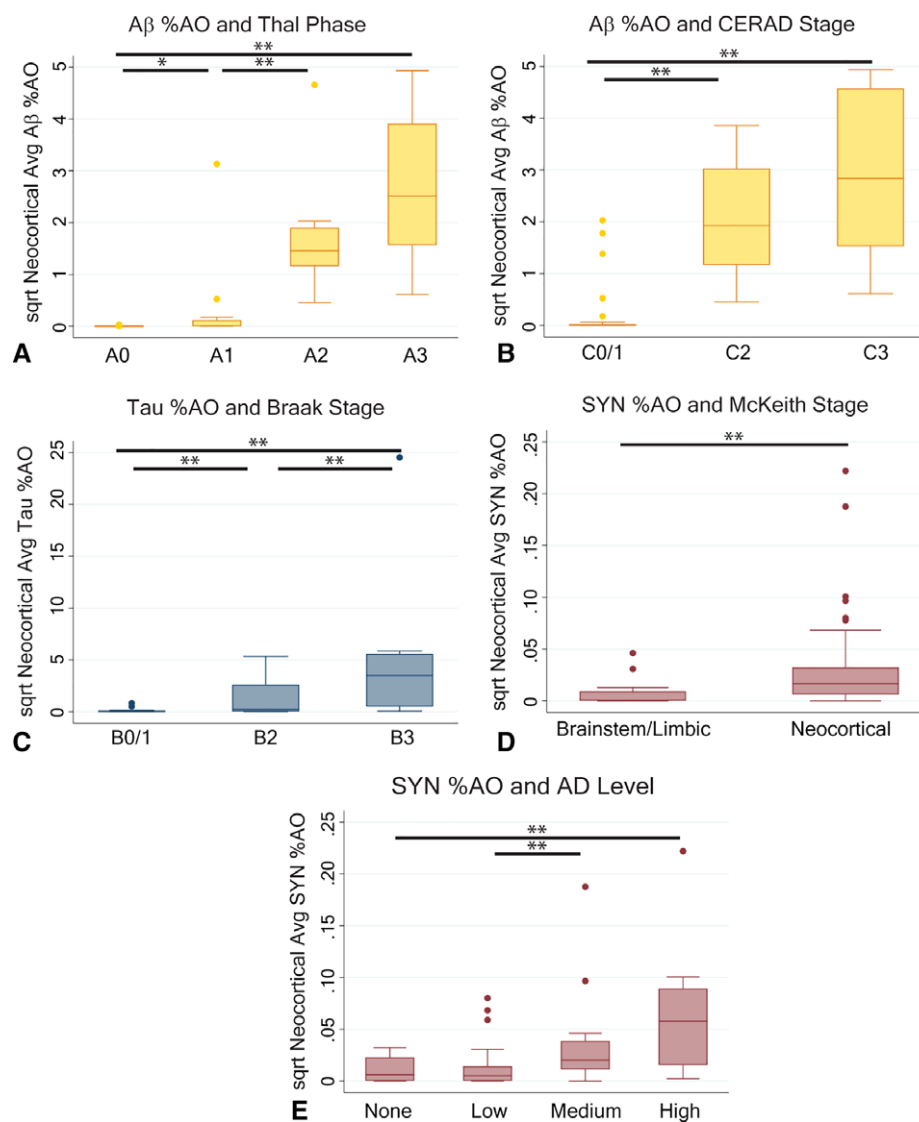 Aβ %AO and Thal Phase
sqrt Neocortical Avg Aβ %AO
5
4
3
2
1
0
**
* **
A0 A1 A2 A3
A
Aβ %AO and CERAD Stage
sqrt Neocortical Avg Aβ %AO
5
4
3
2
1
0
**
**
C0/1 C2 C3
B
Tau %AO and Braak Stage
sqrt Neocortical Avg Tau %AO
25
20
15
10
5
0
**
** **
B0/1 B2 B3
C
SYN %AO and McKeith Stage
sqrt Neocortical Avg SYN %AO
.25
.20
.15
.10
.05
0
**
Brainstem/Limbic Neocortical
D
SYN %AO and AD Level
sqrt Neocortical Avg SYN %AO
.25
.20
.15
.10
.05
0
**
**
None Low Medium High
E